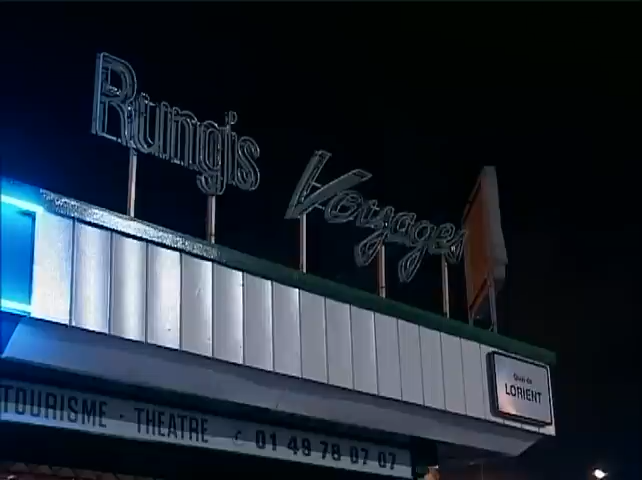 Rungis Voyages
Quai de
LORIENT
TOURISME - THEATRE 01 49 78 07 07